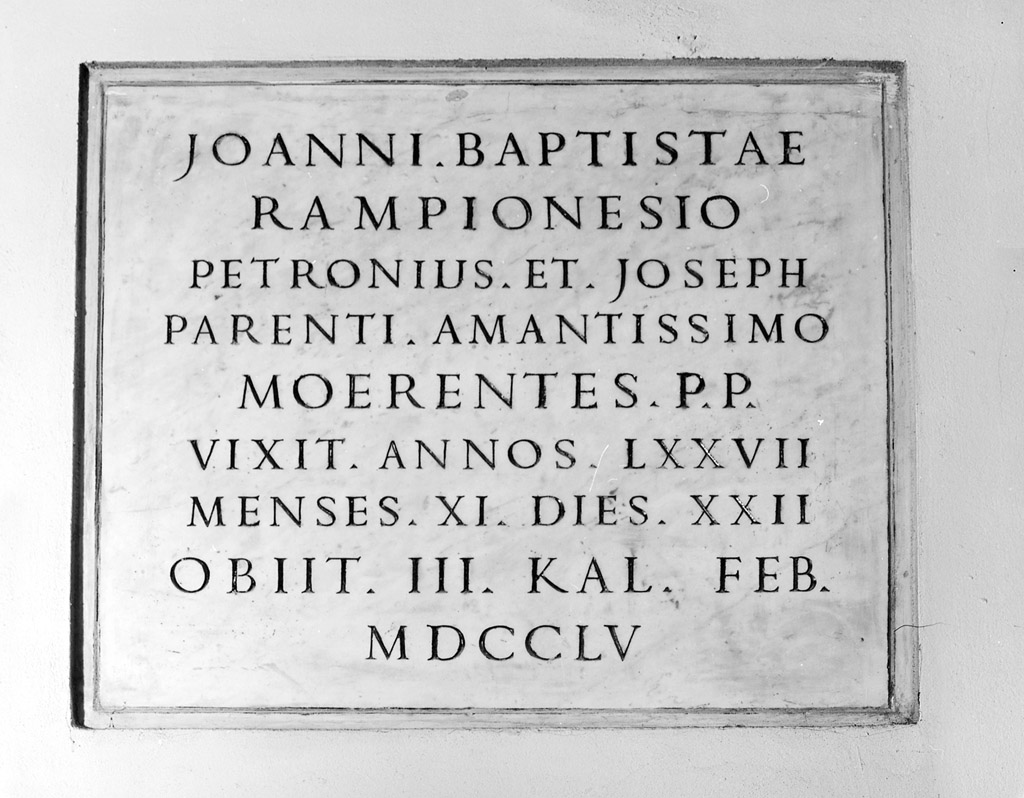 JOANNI. BAPTISTAE
RAMPIONESIO
PETRONIUS. ET. JOSEPH
PARENTI. AMANTISSIMO
MOERENTES. P.P.
VIXIT. ANNOS. LXXVII
MENSES. XI. DIES. XXII
OBIIT. III. KAL. FEB.
MDCCLV